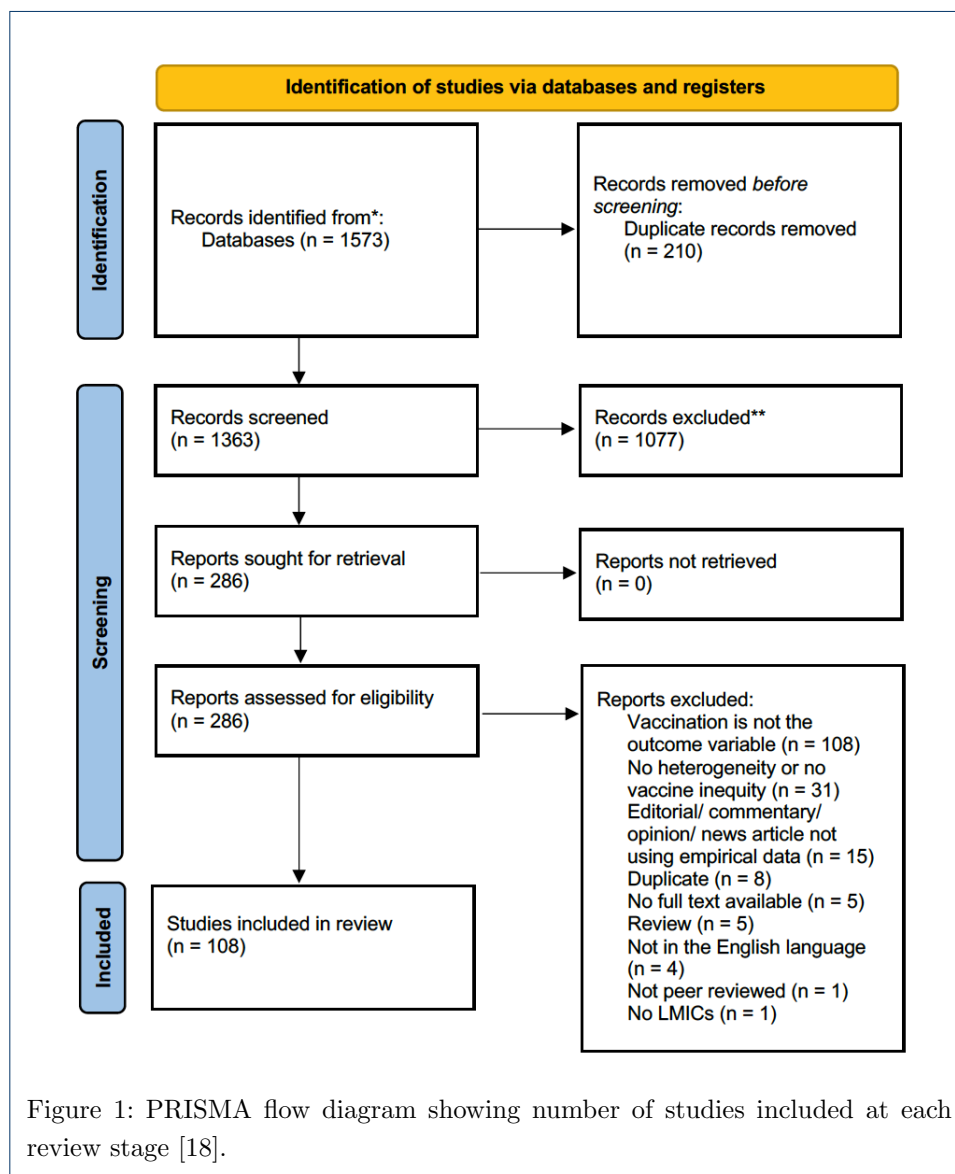 Identification of studies via databases and registers
Identification
Records identified from*:
Databases (n = 1573)
Records removed before
screening:
Duplicate records removed
(n = 210)
Screening
Records screened
(n = 1363)
Records excluded**
(n = 1077)
Reports sought for retrieval
(n = 286)
Reports not retrieved
(n = 0)
Reports assessed for eligibility
(n = 286)
Reports excluded:
Vaccination is not the
outcome variable (n = 108)
No heterogeneity or no
vaccine inequity (n = 31)
Editorial/ commentary/
opinion/ news article not
using empirical data (n = 15)
Duplicate (n = 8)
No full text available (n = 5)
Review (n = 5)
Not in the English language
(n = 4)
Not peer reviewed (n = 1)
No LMICs (n = 1)
Included
Studies included in review
(n = 108)
Figure 1: PRISMA flow diagram showing number of studies included at each
review stage [18].